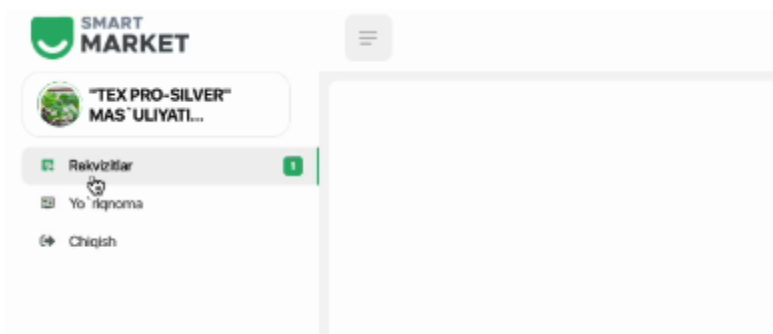 SMART
MARKET
"TEX PRO-SILVER"
MAS`ULIYATI...
Rekvizitlar
1
Yo`riqnoma
Chiqish